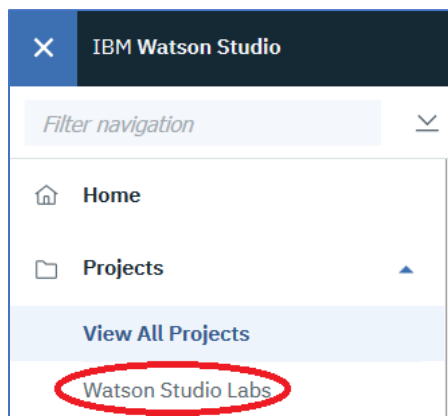 IBM Watson Studio
Filter navigation
Home
Projects
View All Projects
Watson Studio Labs